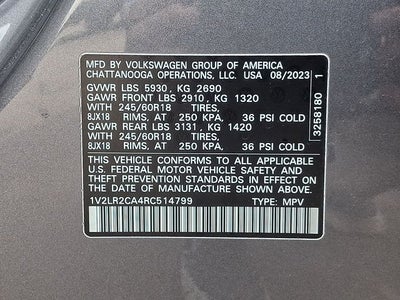 MFD BY VOLKSWAGEN GROUP OF AMERICA
CHATTANOOGA OPERATIONS, LLC. USA 08/2023
GVWR LBS 5930, KG 2690
GAWR FRONT LBS 2910, KG 1320
WITH TIRES 245/60R18
8JX18 RIMS, AT 250 KPA, 36 PSI COLD
GAWR REAR LBS 3131, KG 1420
WITH TIRES 245/60R18
8JX18 RIMS, AT 250 KPA, 36 PSI COLD
THIS VEHICLE CONFORMS TO ALL APPLICABLE
U.S. FEDERAL MOTOR VEHICLE SAFETY AND
THEFT PREVENTION STANDARDS IN EFFECT ON
THE DATE OF MANUFACTURE SHOWN ABOVE.
1V2LR2CA4RC514799 TYPE: MPV
3258180 1